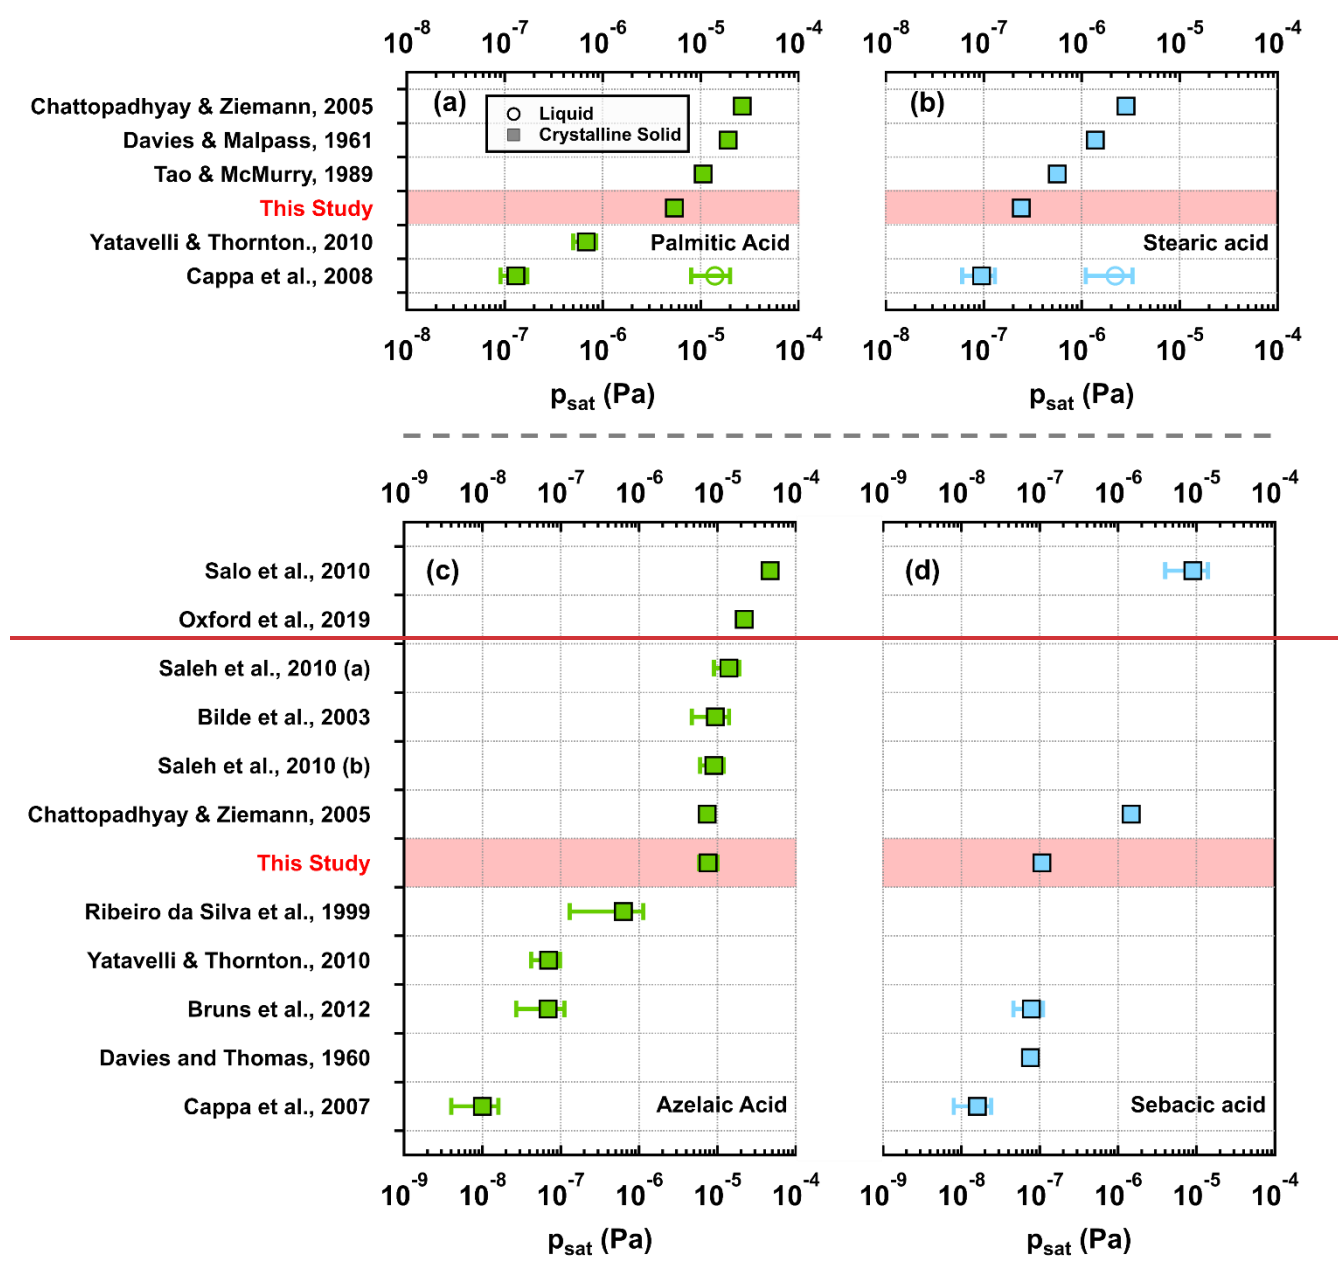 10-8 10-7 10-6 10-5 10-4 10-8 10-7 10-6 10-5 10-4
(a) (b)
Liquid
Crystalline Solid
Chattopadhyay & Ziemann, 2005
Davies & Malpass, 1961
Tao & McMurry, 1989
This Study
Yatavelli & Thornton., 2010 Palmitic Acid Stearic acid
Cappa et al., 2008
10-8 10-7 10-6 10-5 10-4 10-8 10-7 10-6 10-5 10-4
psat (Pa) psat (Pa)
10-9 10-8 10-7 10-6 10-5 10-4 10-9 10-8 10-7 10-6 10-5 10-4
Salo et al., 2010 (c) (d)
Oxford et al., 2019
Saleh et al., 2010 (a)
Bilde et al., 2003
Saleh et al., 2010 (b)
Chattopadhyay & Ziemann, 2005
This Study
Ribeiro da Silva et al., 1999
Yatavelli & Thornton., 2010
Bruns et al., 2012
Davies and Thomas, 1960
Cappa et al., 2007 Azelaic Acid Sebacic acid
10-9 10-8 10-7 10-6 10-5 10-4 10-9 10-8 10-7 10-6 10-5 10-4
psat (Pa) psat (Pa)